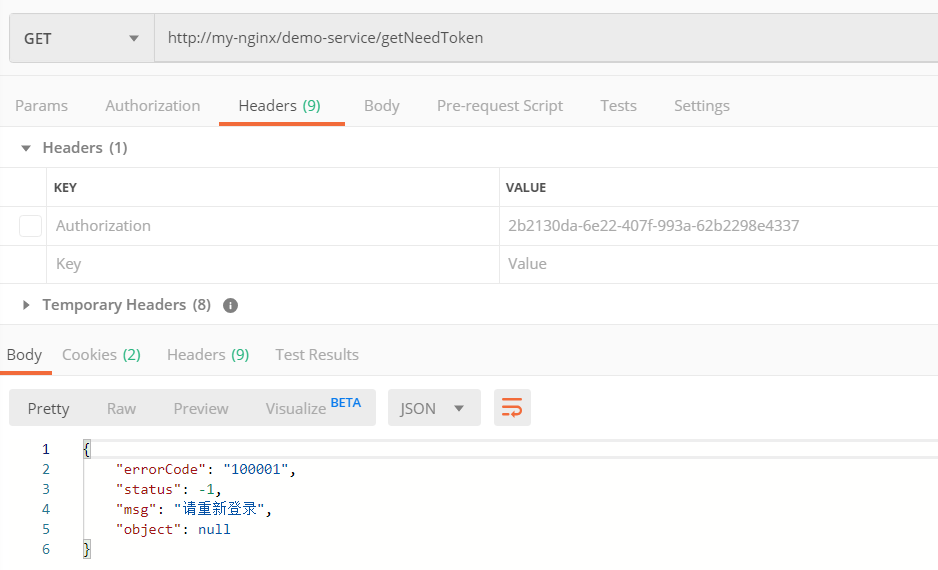 GET http://my-nginx/demo-service/getNeedToken
Params Authorization Headers (9) Body Pre-request Script Tests Settings
Headers (1)
KEY VALUE
Authorization 2b2130da-6e22-407f-993a-62b2298e4337
Key Value
Temporary Headers (8) i
Body Cookies (2) Headers (9) Test Results
Pretty Raw Preview Visualize BETA JSON
1 {
2 "errorCode": "100001",
3 "status": -1,
4 "msg": "请重新登录",
5 "object": null
6 }